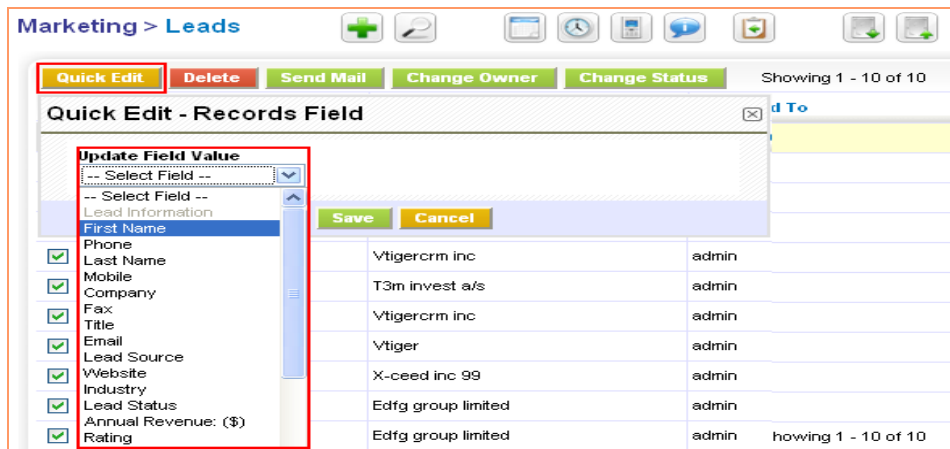 Marketing > Leads
Quick Edit Delete Send Mail Change Owner Change Status Showing 1 - 10 of 10
Quick Edit - Records Field d To
Update Field Value
-- Select Field --
-- Select Field --
Lead Information
Save Cancel
First Name
Phone
Last Name Vtigercrm inc admin
Mobile
Company T3m invest a/s admin
Fax
Title Vtigercrm inc admin
Email
Lead Source Vtiger admin
Website
Industry X-ceed inc 99 admin
Lead Status Edfg group limited admin
Annual Revenue: ($)
Rating Edfg group limited admin howing 1 - 10 of 10